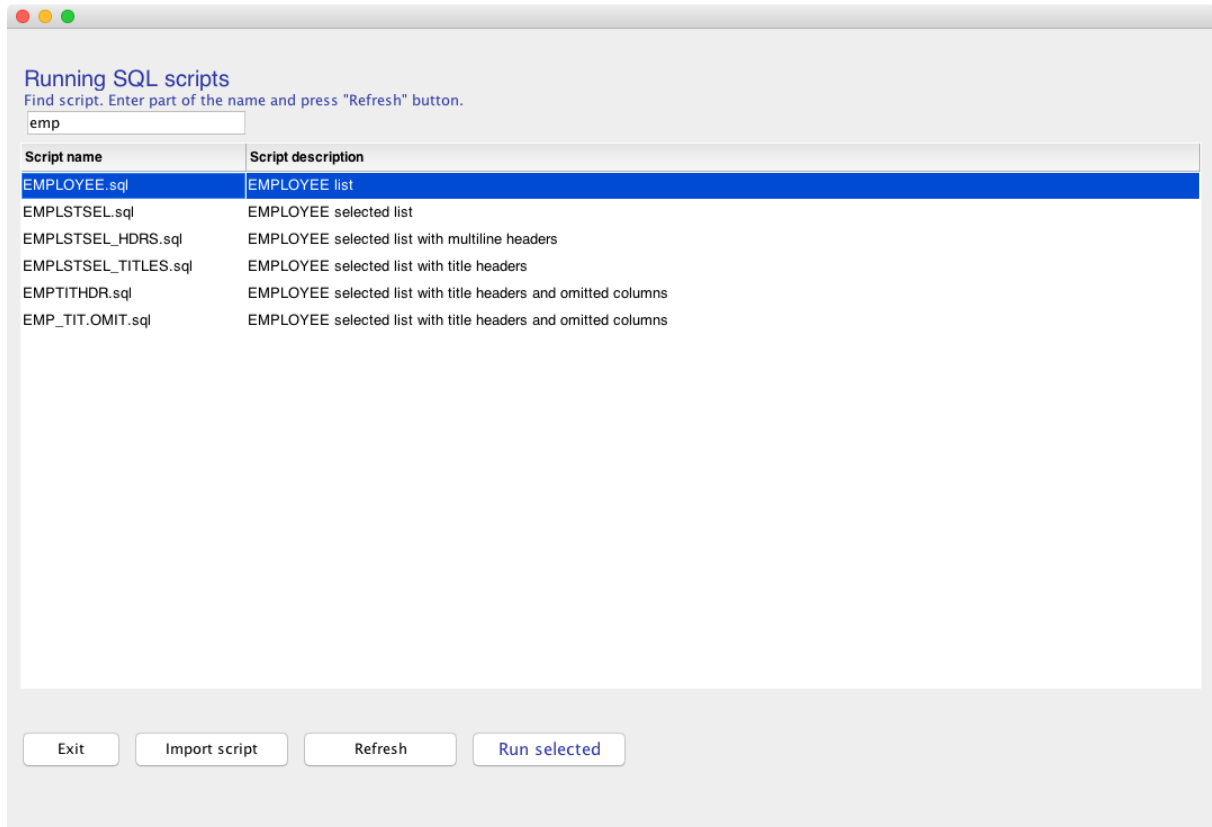 Running SQL scripts
Find script. Enter part of the name and press "Refresh" button.
emp
Script name Script description
EMPLOYEE.sql EMPLOYEE list
EMPLSTSEL.sql EMPLOYEE selected list
EMPLSTSEL_HDRS.sql EMPLOYEE selected list with multiline headers
EMPLSTSEL_TITLES.sql EMPLOYEE selected list with title headers
EMPTITHDR.sql EMPLOYEE selected list with title headers and omitted columns
EMP_TIT.OMIT.sql EMPLOYEE selected list with title headers and omitted columns
Exit Import script Refresh Run selected